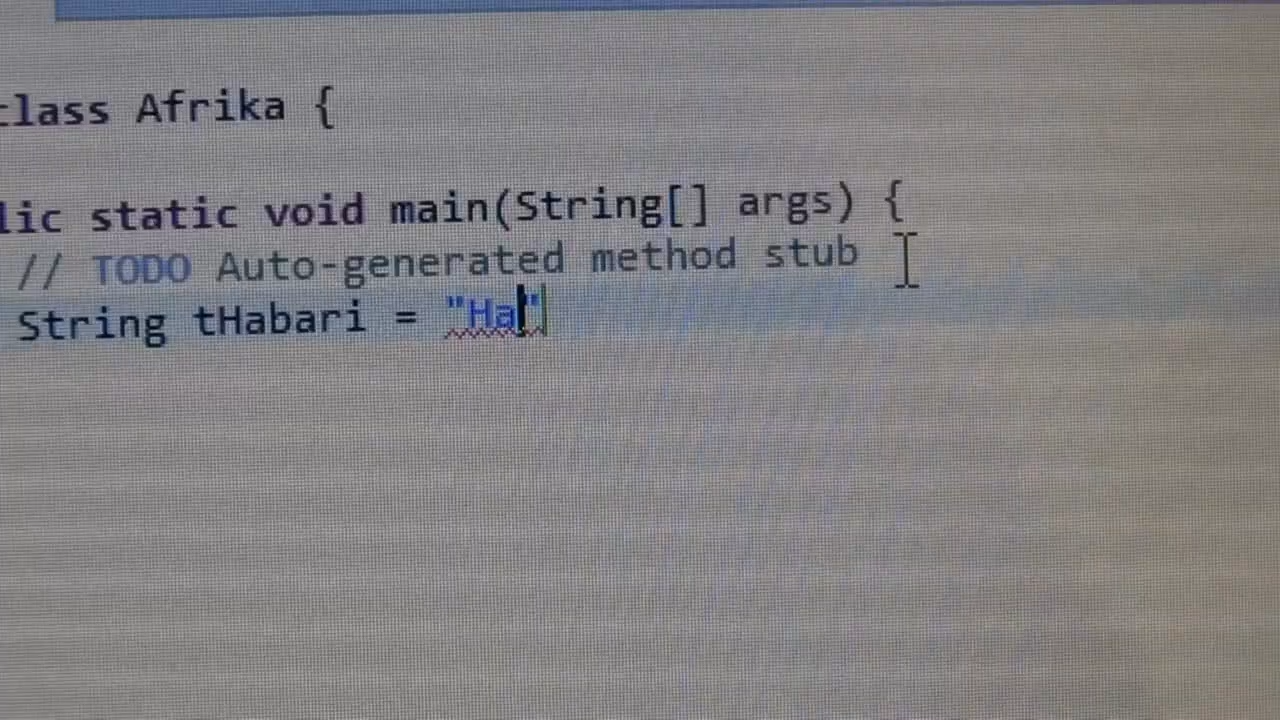 class Afrika {
lic static void main(String[] args) {
// TODO Auto-generated method stub
String tHabari = "Ha"